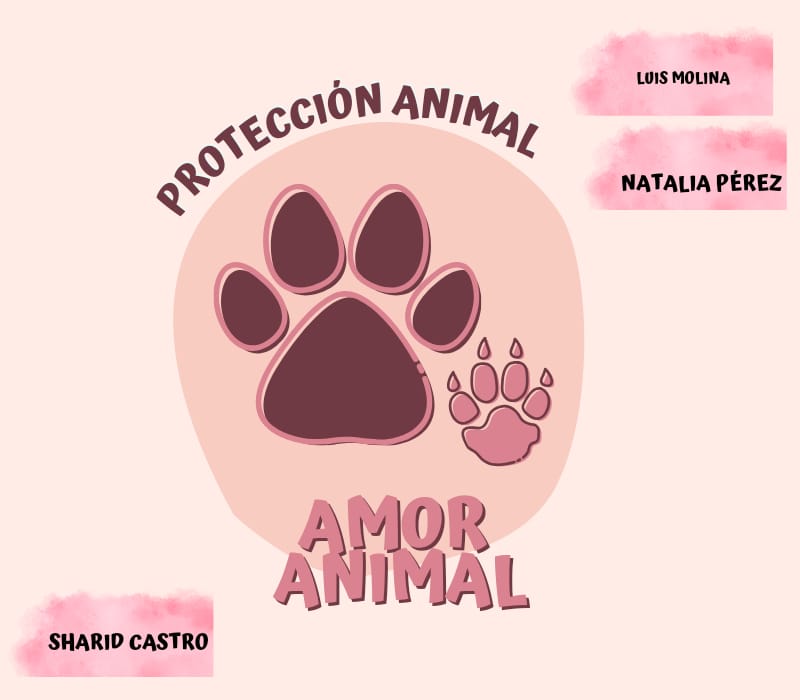 LUIS MOLINA
PROTECCIÓN ANIMAL
NATALIA PÉREZ
AMOR
ANIMAL
SHARID CASTRO